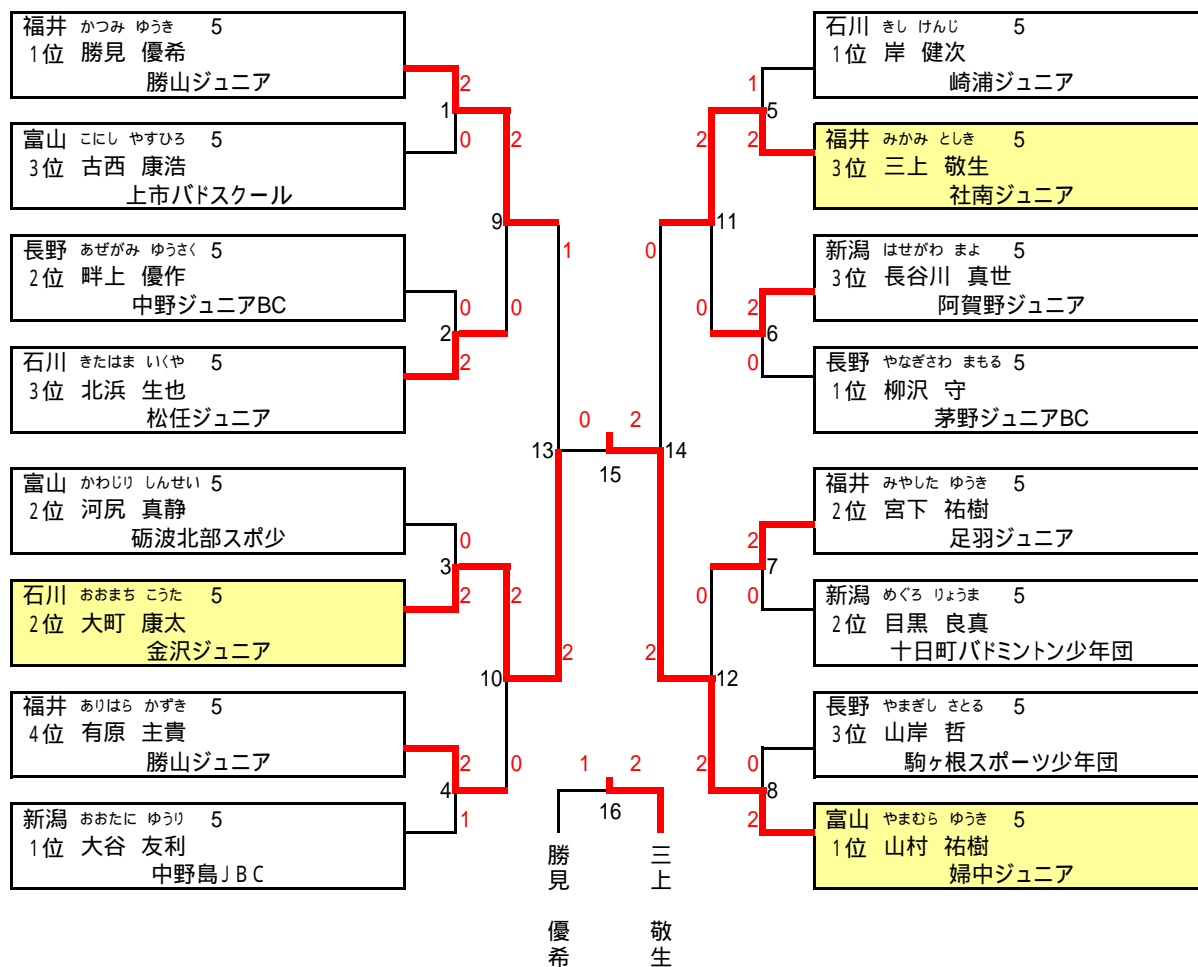 福井 かつみ ゆうき 5
1位 勝見 優希
勝山ジュニア
富山 こにし やすひろ 5
3位 古西 康浩
上市バドスクール
長野 あぜがみ ゆうさく 5
2位 畔上 優作
中野ジュニアBC
石川 きたはま いくや 5
3位 北浜 生也
松任ジュニア
富山 かわじり しんせい 5
2位 河尻 真静
砺波北部スポ少
石川 おおまち こうた 5
2位 大町 康太
金沢ジュニア
福井 ありはら かずき 5
4位 有原 主貴
勝山ジュニア
新潟 おおたに ゆうり 5
1位 大谷 友利
中野島JBC
2
1
0
2
9
1
0
2
0
2
13
0
3
2
2
10
2
2
4
0
1
0 2
15
1 2
16
勝見 優希
三上 敬生
1
5
2
2
11
0
0
2
6
0
14
2
7
0
0
2
12
2
0
8
2
石川 きし けんじ 5
1位 岸 健次
崎浦ジュニア
福井 みかみ としき 5
3位 三上 敬生
社南ジュニア
新潟 はせがわ まよ 5
3位 長谷川 真世
阿賀野ジュニア
長野 やなぎさわ まもる 5
1位 柳沢 守
茅野ジュニアBC
福井 みやした ゆうき 5
2位 宮下 祐樹
足羽ジュニア
新潟 めぐろ りょうま 5
2位 目黒 良真
十日町バドミントン少年団
長野 やまぎし さとる 5
3位 山岸 哲
駒ヶ根スポーツ少年団
富山 やまむら ゆうき 5
1位 山村 祐樹
婦中ジュニア